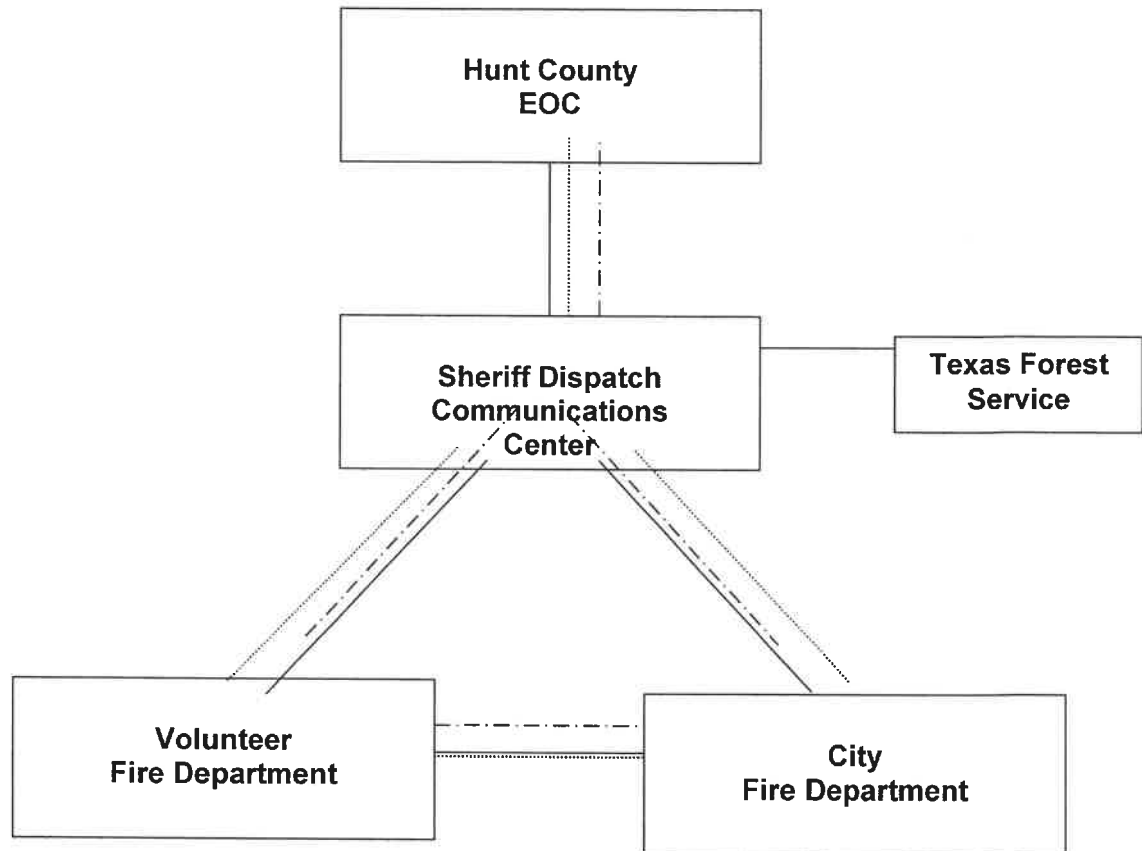 Hunt County
EOC
Sheriff Dispatch
Communications
Center
Texas Forest
Service
Volunteer
Fire Department
City
Fire Department